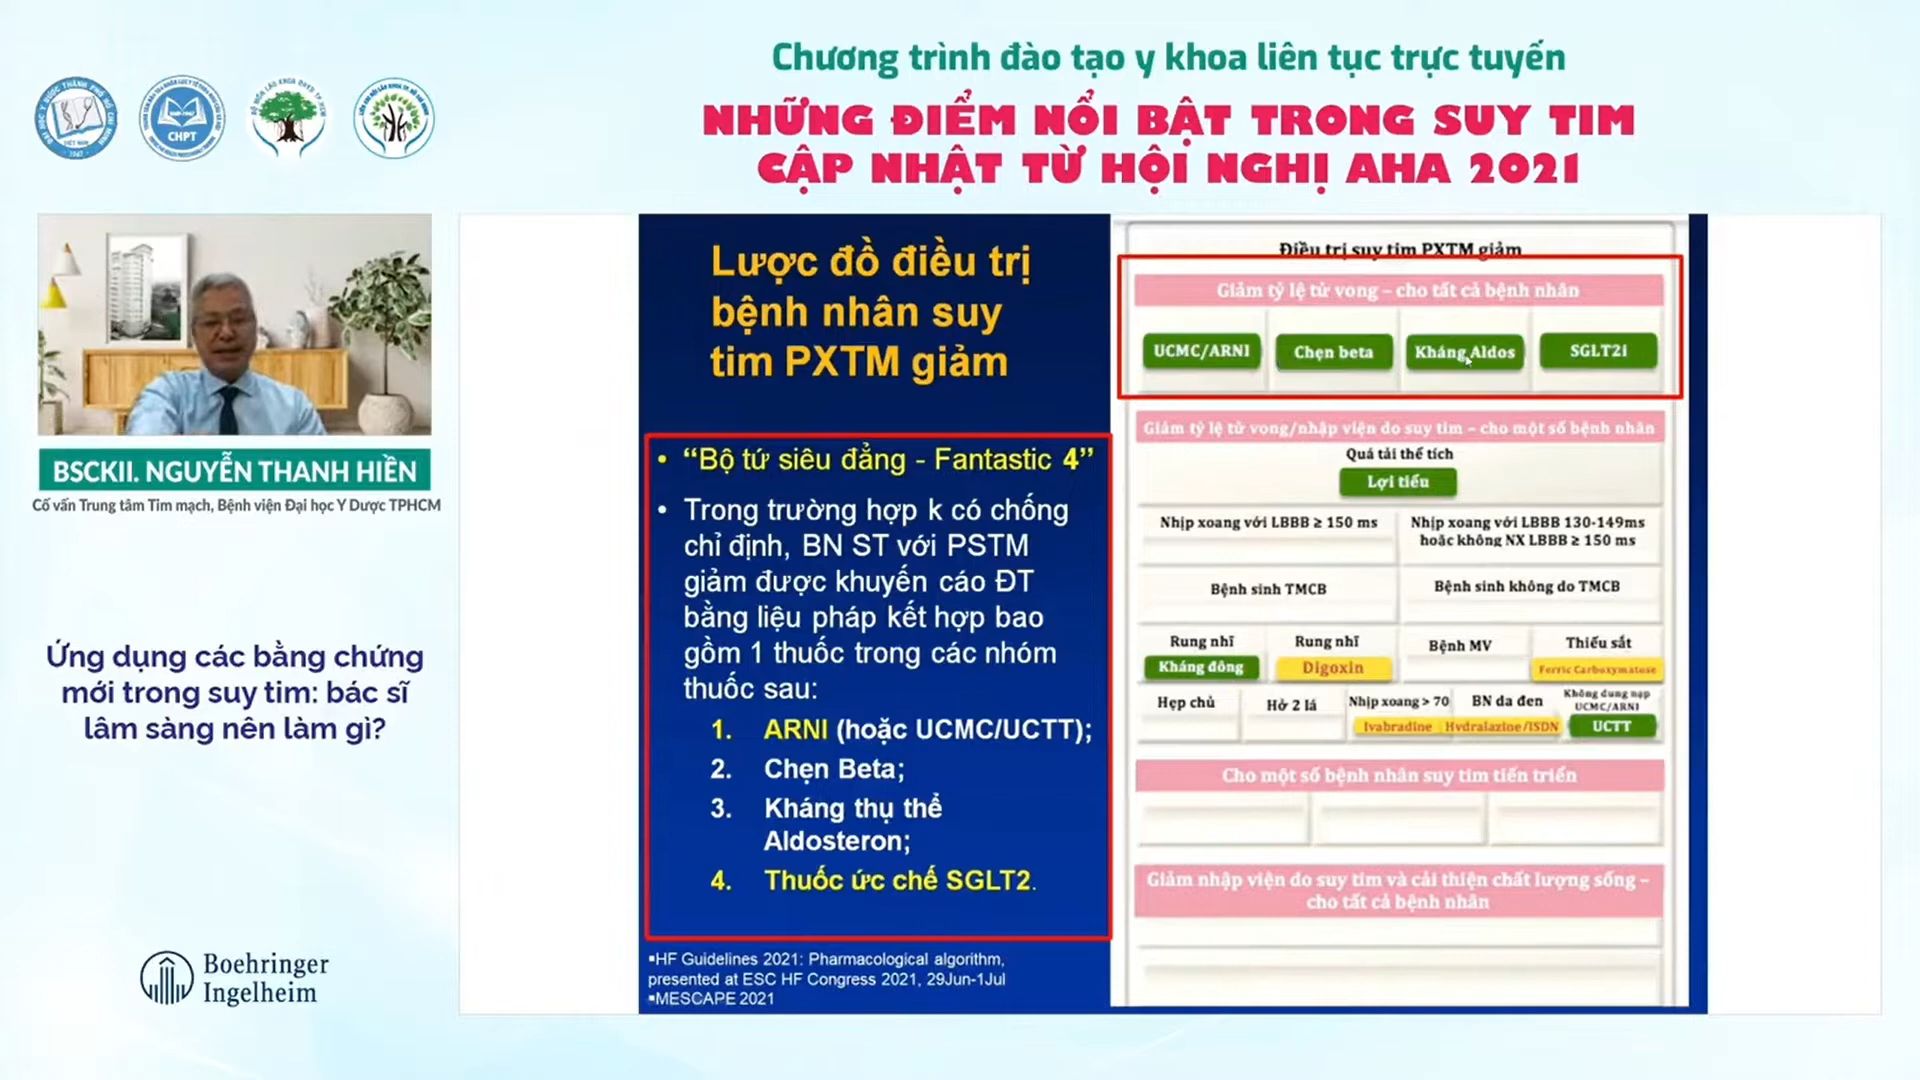 Chương trình đào tạo y khoa liên tục trực tuyến
NHỮNG ĐIỂM NỔI BẬT TRONG SUY TIM
CẬP NHẬT TỪ HỘI NGHỊ AHA 2021
CHPT
BSCKII. NGUYỄN THANH HIỀN
Cố vấn Trung tâm Tim mạch, Bệnh viện Đại học Y Dược TPHCM
Ứng dụng các bằng chứng
mới trong suy tim: bác sĩ
lâm sàng nên làm gì?
Boehringer
Ingelheim
Lược đồ điều trị
bệnh nhân suy
tim PXTM giảm
• “Bộ tứ siêu đẳng - Fantastic 4”
• Trong trường hợp k có chống
chỉ định, BN ST với PSTM
giảm được khuyến cáo ĐT
bằng liệu pháp kết hợp bao
gồm 1 thuốc trong các nhóm
thuốc sau:
1. ARNI (hoặc UCMC/UCTT);
2. Chẹn Beta;
3. Kháng thụ thể
Aldosteron;
4. Thuốc ức chế SGLT2.
▪HF Guidelines 2021: Pharmacological algorithm,
presented at ESC HF Congress 2021, 29Jun-1Jul
▪MESCAPE 2021
Điều trị suy tim PXTM giảm
Giảm tỷ lệ tử vong – cho tất cả bệnh nhân
UCMC/ARNI
Chẹn beta
Kháng Aldos
SGLT2i
Giảm tỷ lệ tử vong/nhập viện do suy tim – cho một số bệnh nhân
Quá tải thể tích
Lợi tiểu
Nhịp xoang với LBBB ≥ 150 ms
Nhịp xoang với LBBB 130-149ms
hoặc không NX LBBB ≥ 150 ms
Bệnh sinh TMCB
Bệnh sinh không do TMCB
Rung nhĩ
Kháng đông
Rung nhĩ
Digoxin
Bệnh MV
Thiếu sắt
Ferric Carboxymatose
Hẹp chủ
Hở 2 lá
Nhịp xoang > 70
Ivabradine
BN da đen
Hydralazine/ISDN
Không dung nạp
UCMC/ARNI
UCTT
Cho một số bệnh nhân suy tim tiến triển
Giảm nhập viện do suy tim và cải thiện chất lượng sống –
cho tất cả bệnh nhân